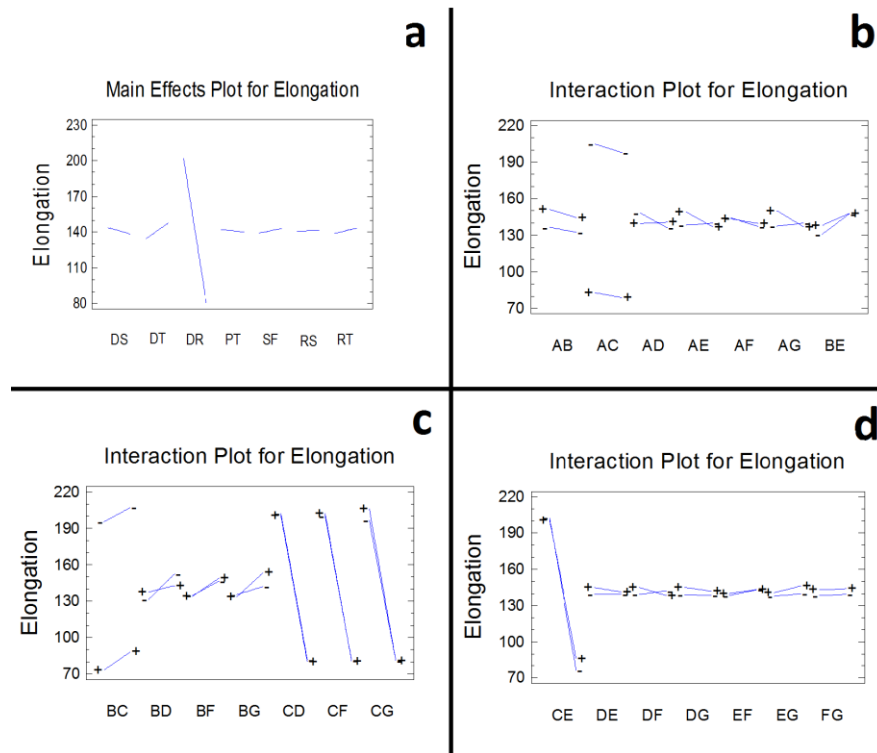 a
Main Effects Plot for Elongation
Elongation
230
200
170
140
110
80
DS DT DR PT SF RS RT
b
Interaction Plot for Elongation
Elongation
220
190
160
130
100
70
AB AC AD AE AF AG BE
c
Interaction Plot for Elongation
Elongation
220
190
160
130
100
70
BC BD BF BG CD CF CG
d
Interaction Plot for Elongation
Elongation
220
190
160
130
100
70
CE DE DF DG EF EG FG